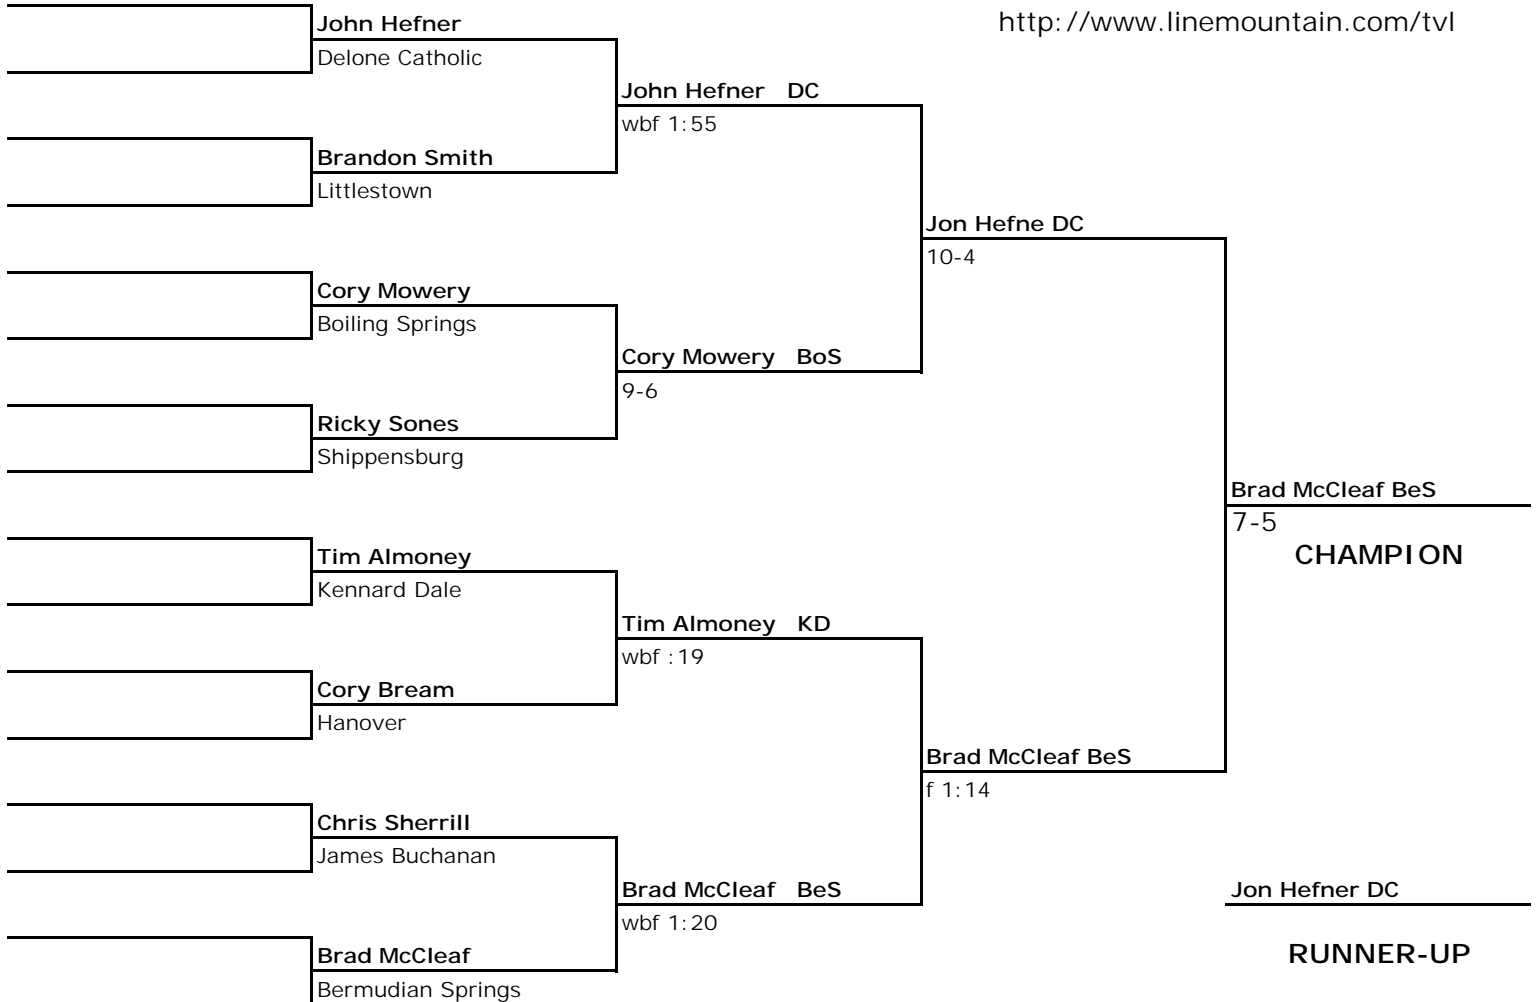 http://www.linemountain.com/tvl
John Hefner
Delone Catholic
John Hefner DC
wbf 1:55
Brandon Smith
Littlestown
Jon Hefne DC
10-4
Cory Mowery
Boiling Springs
Cory Mowery BoS
9-6
Ricky Sones
Shippensburg
Brad McCleaf BeS
7-5
CHAMPION
Tim Almoney
Kennard Dale
Tim Almoney KD
wbf :19
Cory Bream
Hanover
Brad McCleaf BeS
f 1:14
Chris Sherrill
James Buchanan
Brad McCleaf BeS
wbf 1:20
Jon Hefner DC
RUNNER-UP
Brad McCleaf
Bermudian Springs